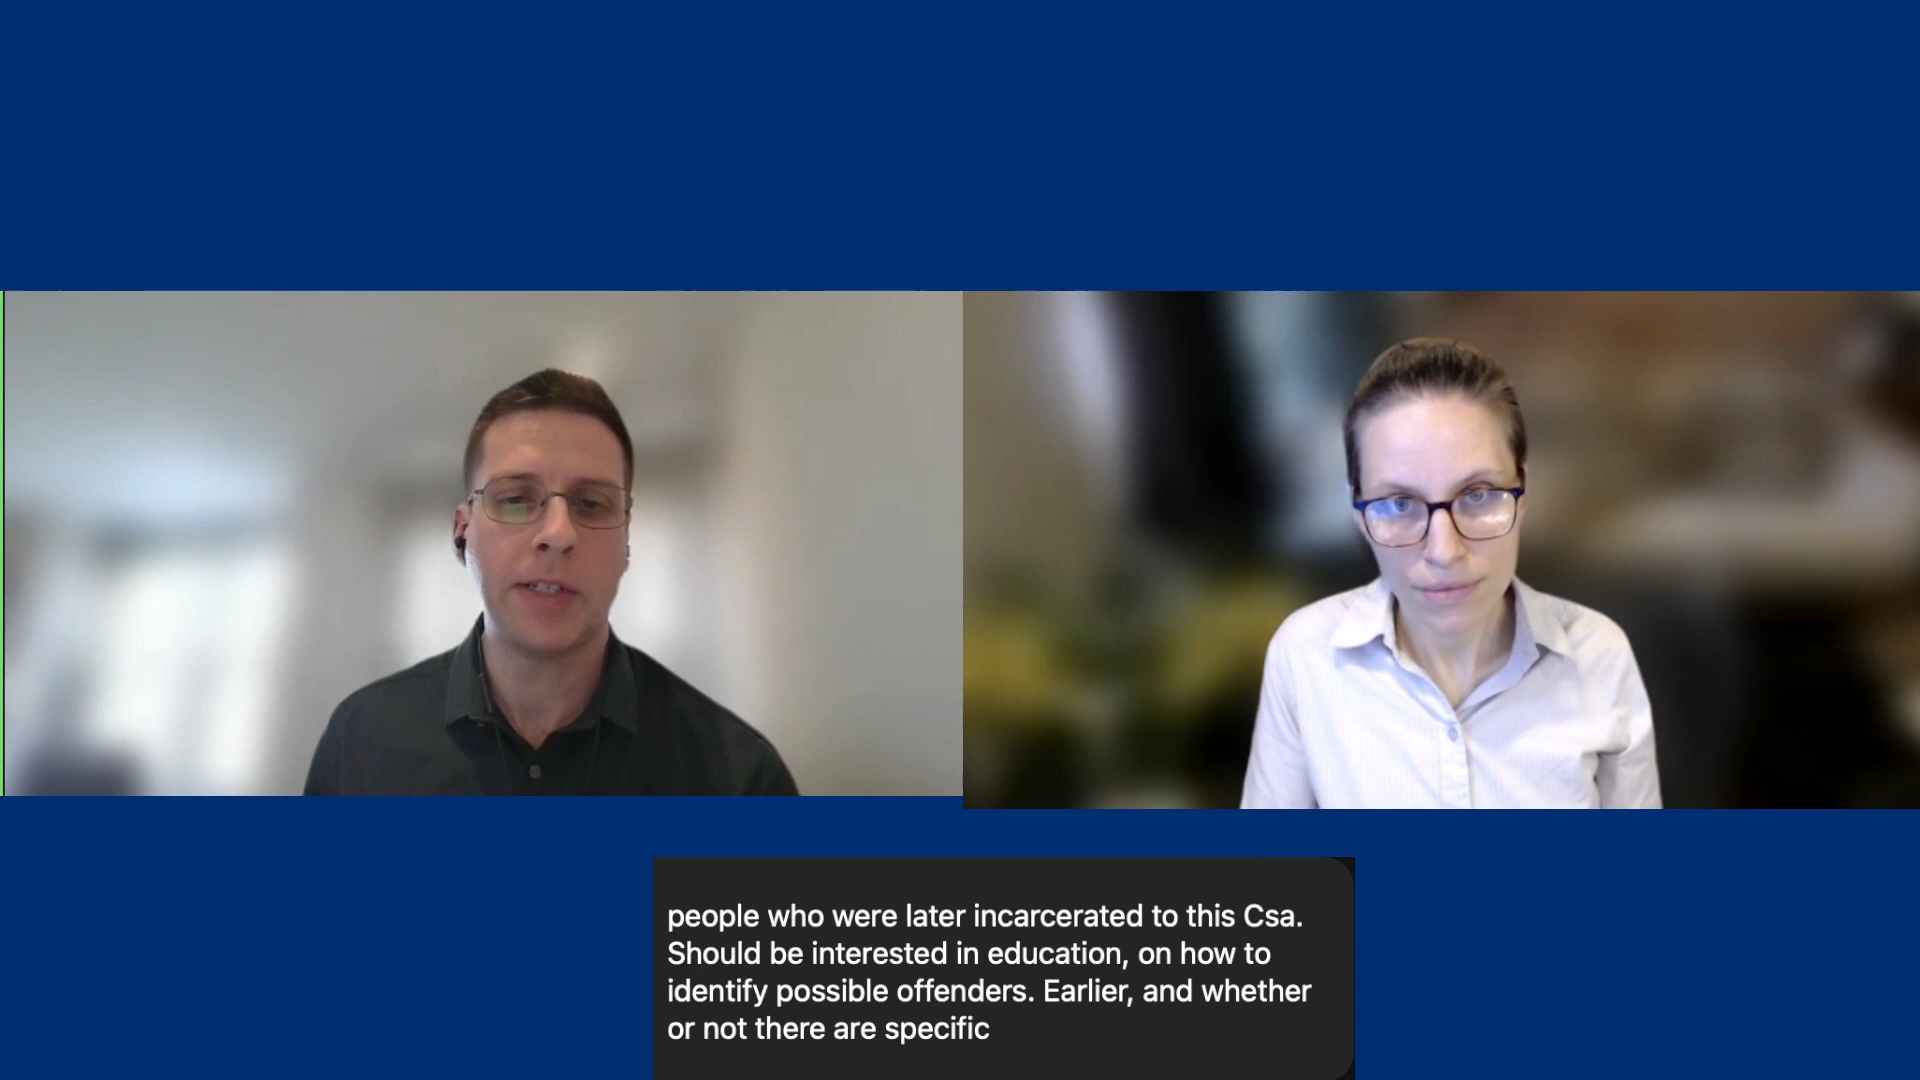 people who were later incarcerated to this Csa.
Should be interested in education, on how to
identify possible offenders. Earlier, and whether
or not there are specific